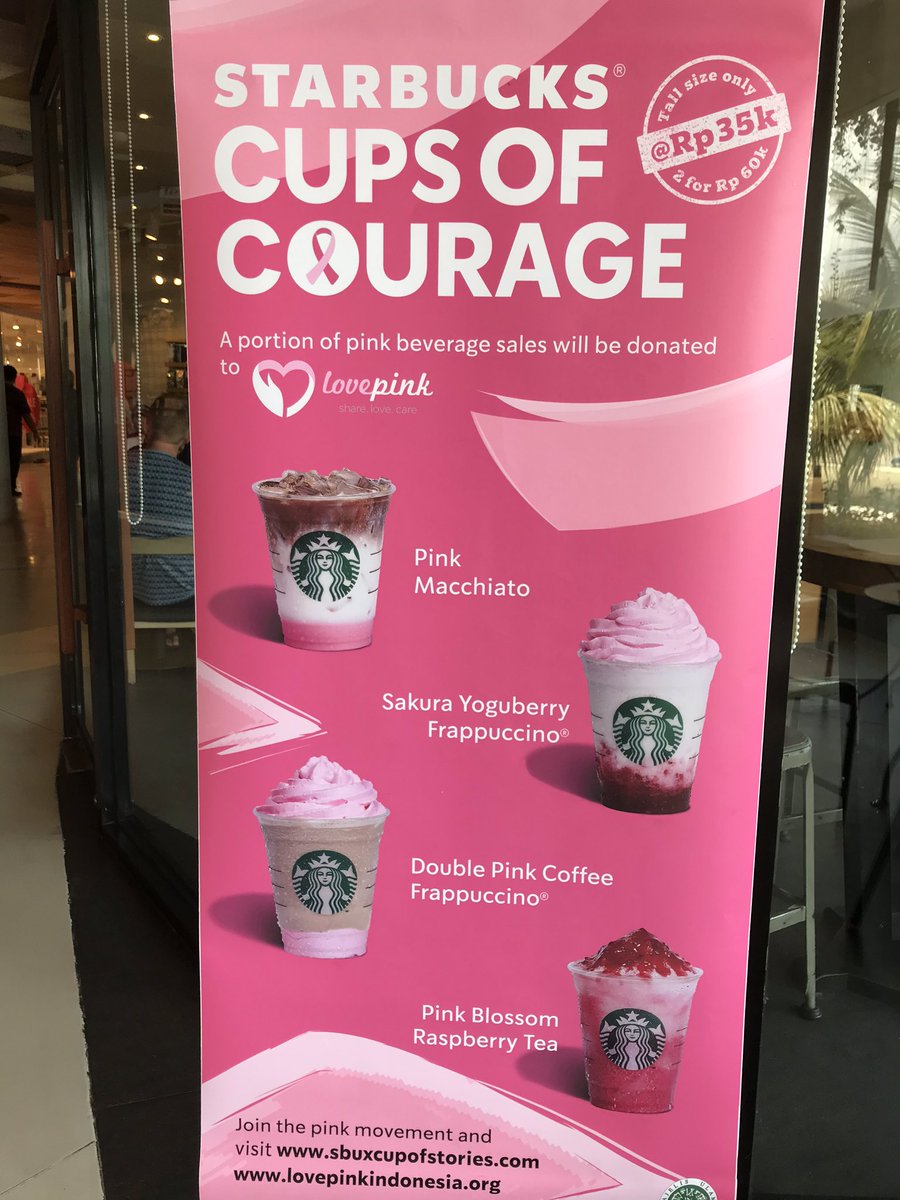 STARBUCKS®
CUPS OF
COURAGE
Tall size only
@Rp35k
2 for Rp 60k
A portion of pink beverage sales will be donated
to lovepink
share. love. care
Pink
Macchiato
Sakura Yoguberry
Frappuccino®
Double Pink Coffee
Frappuccino®
Pink Blossom
Raspberry Tea
Join the pink movement and
visit www.sbuxcupofstories.com
www.lovepinkindonesia.org